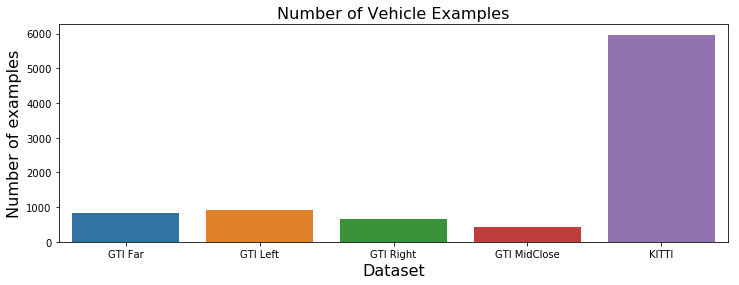 Number of Vehicle Examples
Number of examples
6000
5000
4000
3000
2000
1000
0
GTI Far GTI Left GTI Right GTI MidClose KITTI
Dataset